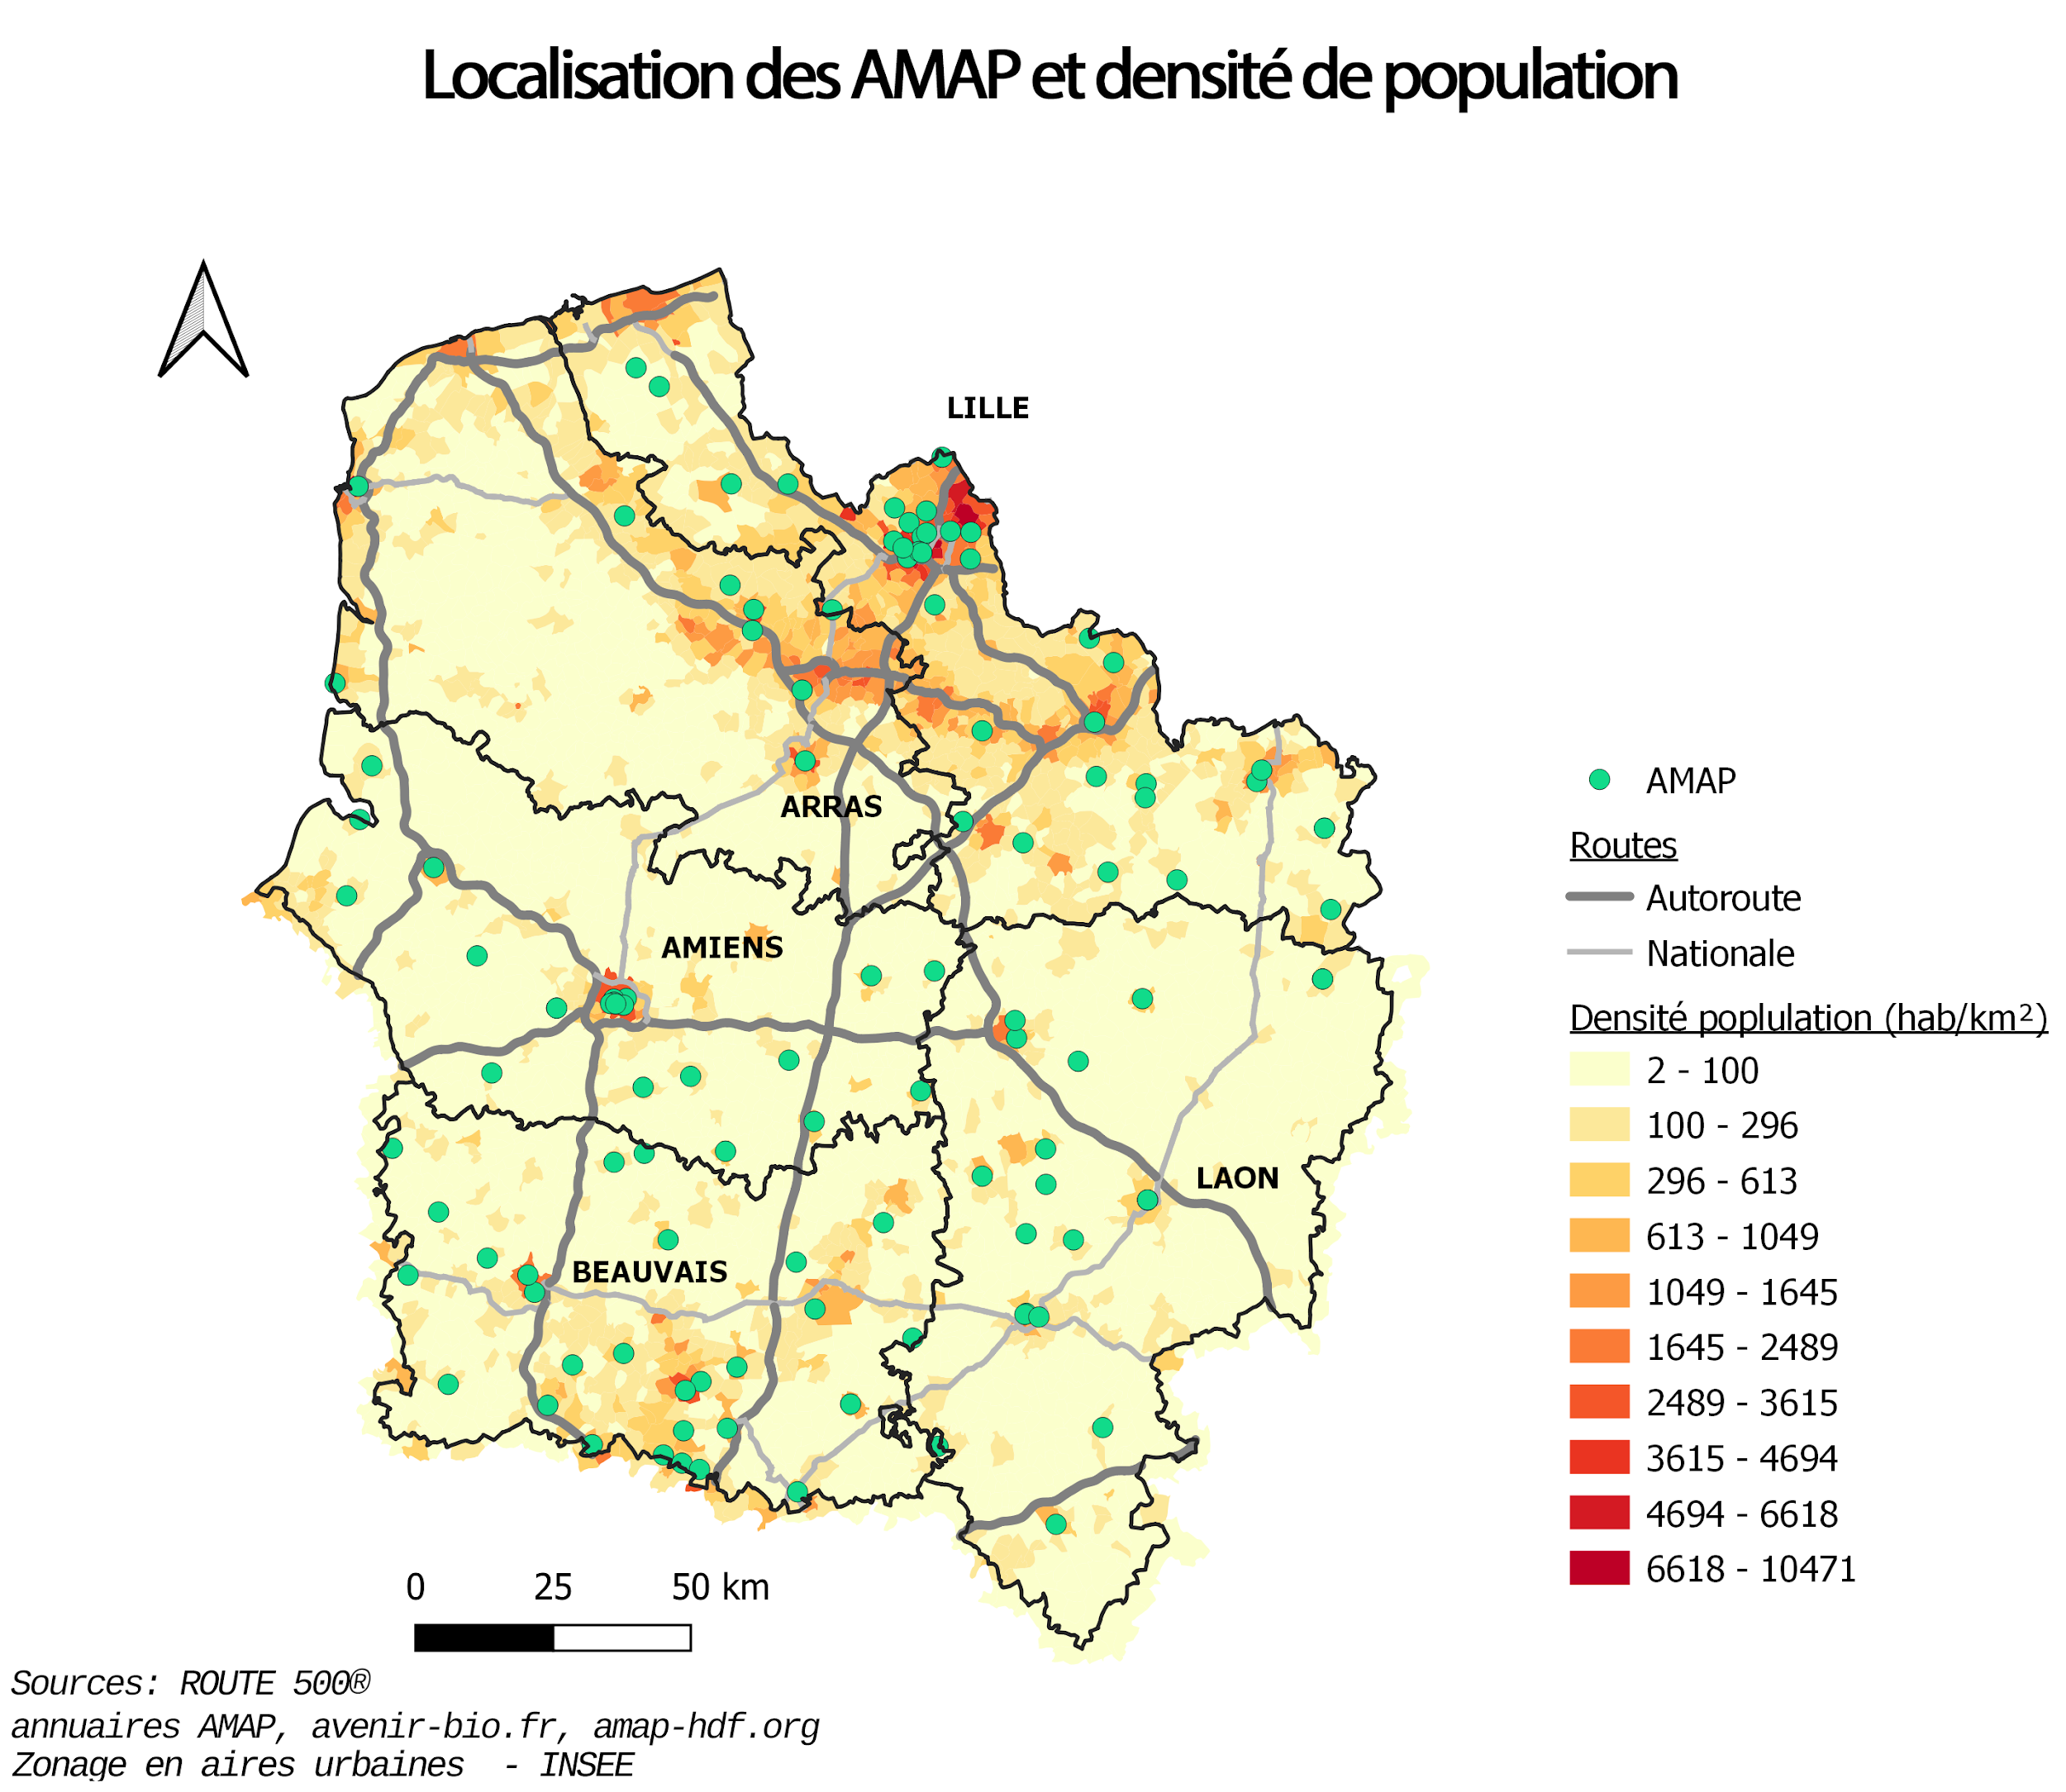 Localisation des AMAP et densité de population
LILLE
ARRAS
AMIENS
LAON
BEAUVAIS
AMAP
Routes
Autoroute
Nationale
Densité poplulation (hab/km²)
2 - 100
100 - 296
296 - 613
613 - 1049
1049 - 1645
1645 - 2489
2489 - 3615
3615 - 4694
4694 - 6618
6618 - 10471
0 25 50 km
Sources: ROUTE 500®
annuaires AMAP, avenir-bio.fr, amap-hdf.org
Zonage en aires urbaines - INSEE